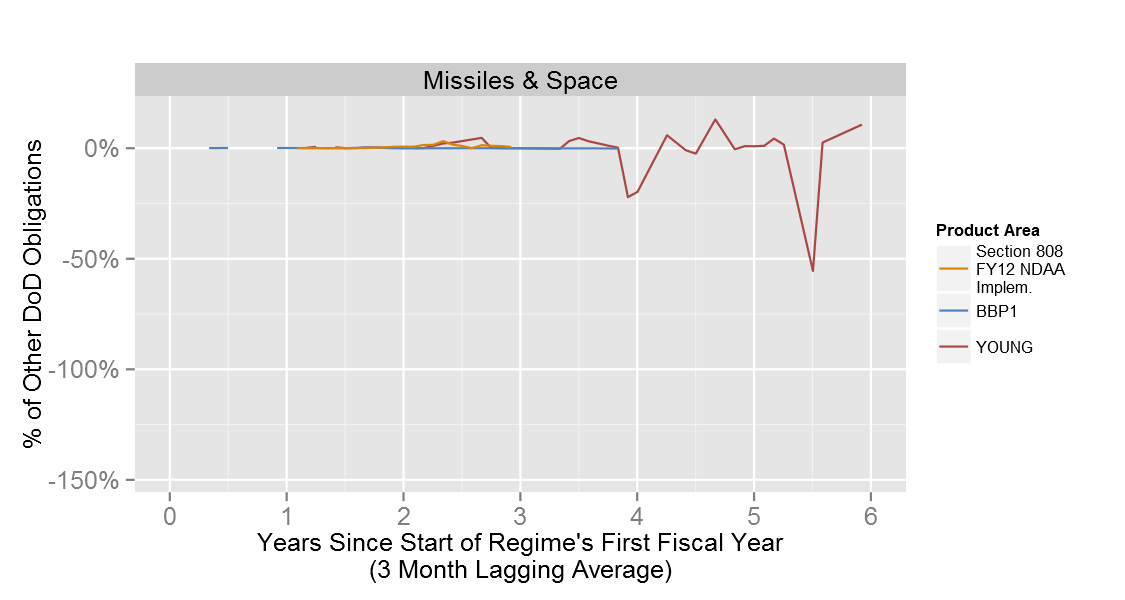 Missiles & Space
% of Other DoD Obligations
0%
-50%
-100%
-150%
0 1 2 3 4 5 6
Years Since Start of Regime's First Fiscal Year
(3 Month Lagging Average)
Product Area
Section 808
FY12 NDAA
Implem.
BBP1
YOUNG